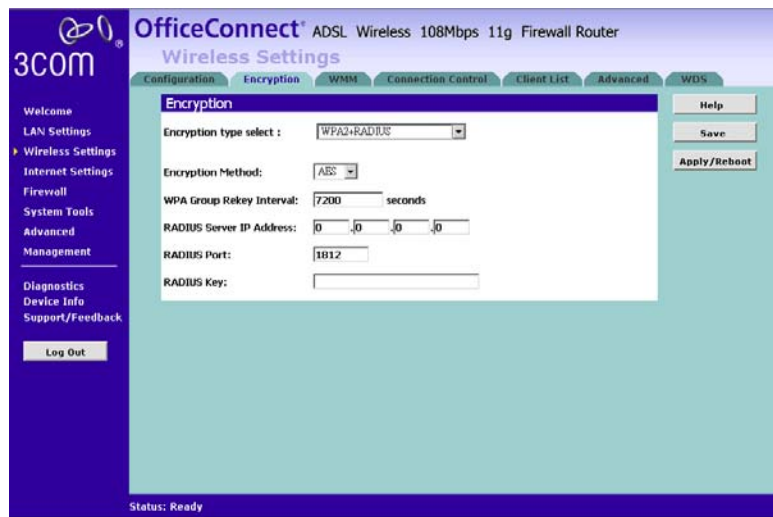 3COM®
OfficeConnect® ADSL Wireless 108Mbps 11g Firewall Router
Wireless Settings
Configuration Encryption WMM Connection Control Client List Advanced WDS
Welcome
LAN Settings
Wireless Settings
Internet Settings
Firewall
System Tools
Advanced
Management
Diagnostics
Device Info
Support/Feedback
Log Out
Encryption
Encryption type select : WPA2+RADIUS
Encryption Method: AES
WPA Group Rekey Interval: 7200 seconds
RADIUS Server IP Address: 0 .0 .0 .0
RADIUS Port: 1812
RADIUS Key:
Help
Save
Apply/Reboot
Status: Ready